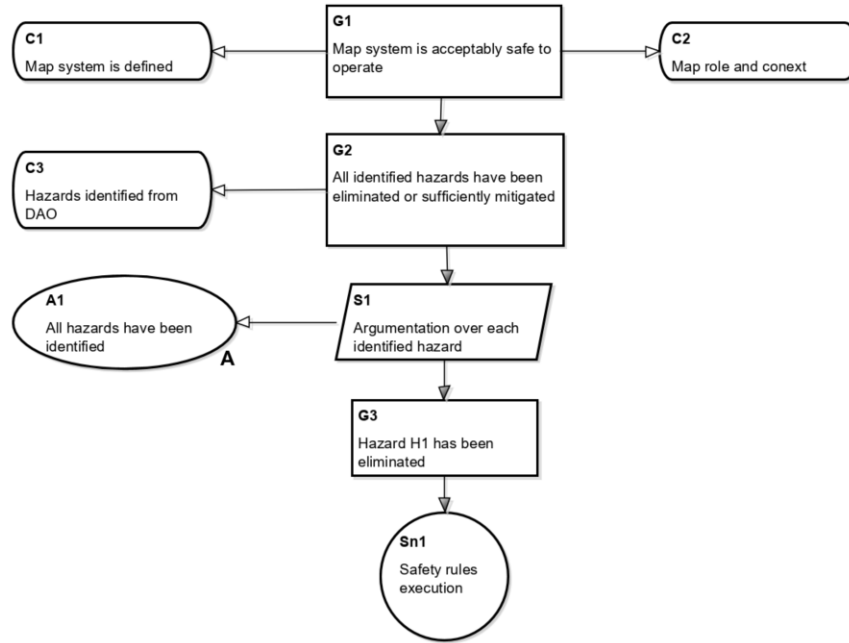 C1
Map system is defined
G1
Map system is acceptably safe to
operate
C2
Map role and conext
C3
Hazards identified from
DAO
G2
All identified hazards have been
eliminated or sufficiently mitigated
A1
All hazards have been
identified
A
S1
Argumentation over each
identified hazard
G3
Hazard H1 has been
eliminated
Sn1
Safety rules
execution